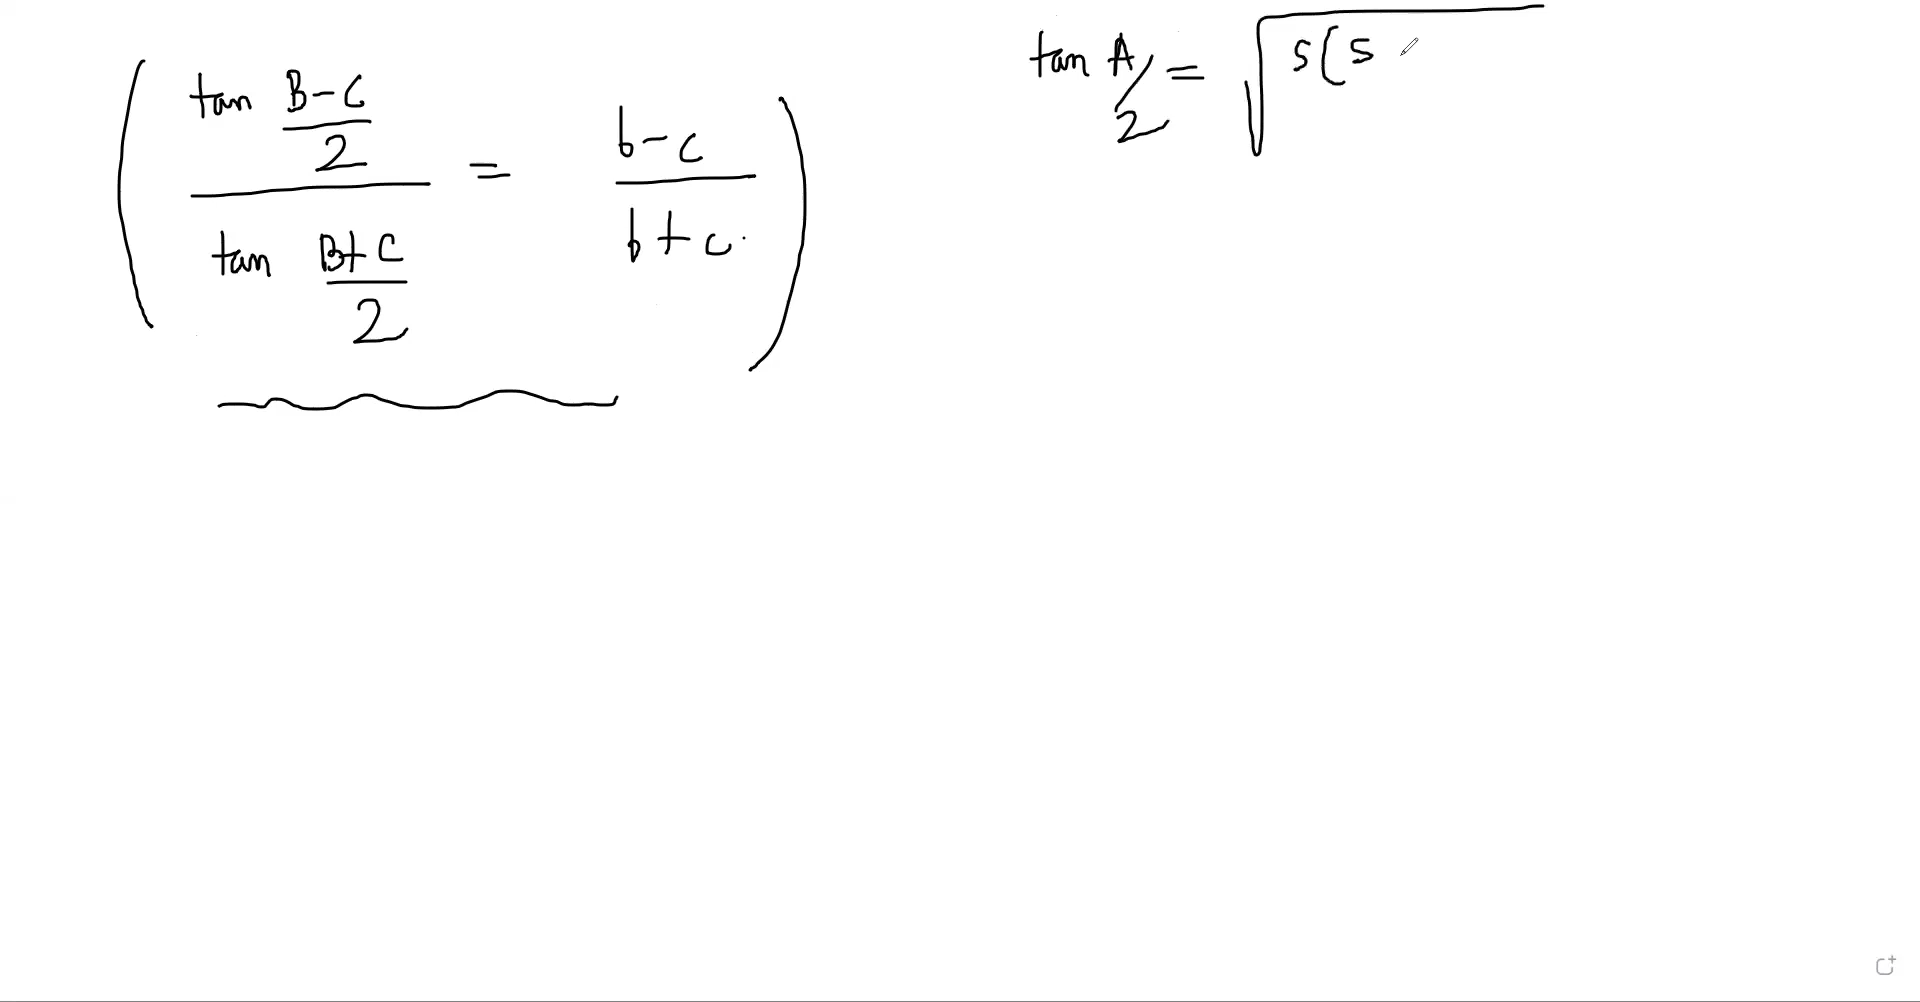 tan B-C/2 / tan B+C/2 = b-c / b+c.
tan A/2 = √ s(s